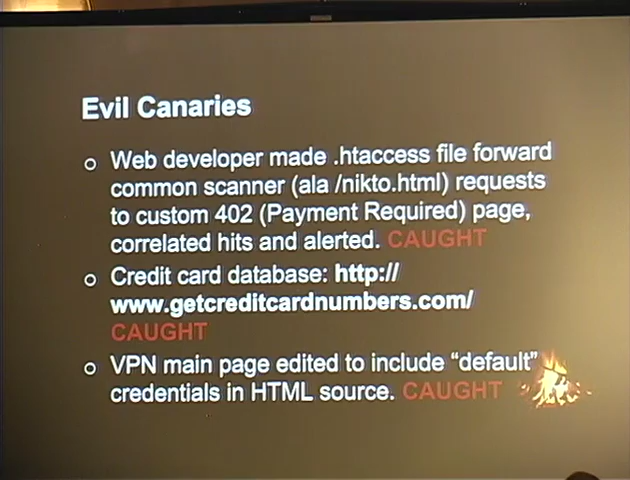 Evil Canaries
Web developer made .htaccess file forward
common scanner (ala /nikto.html) requests
to custom 402 (Payment Required) page,
correlated hits and alerted. CAUGHT
Credit card database: http://
www.getcreditcardnumbers.com/
CAUGHT
VPN main page edited to include “default”
credentials in HTML source. CAUGHT